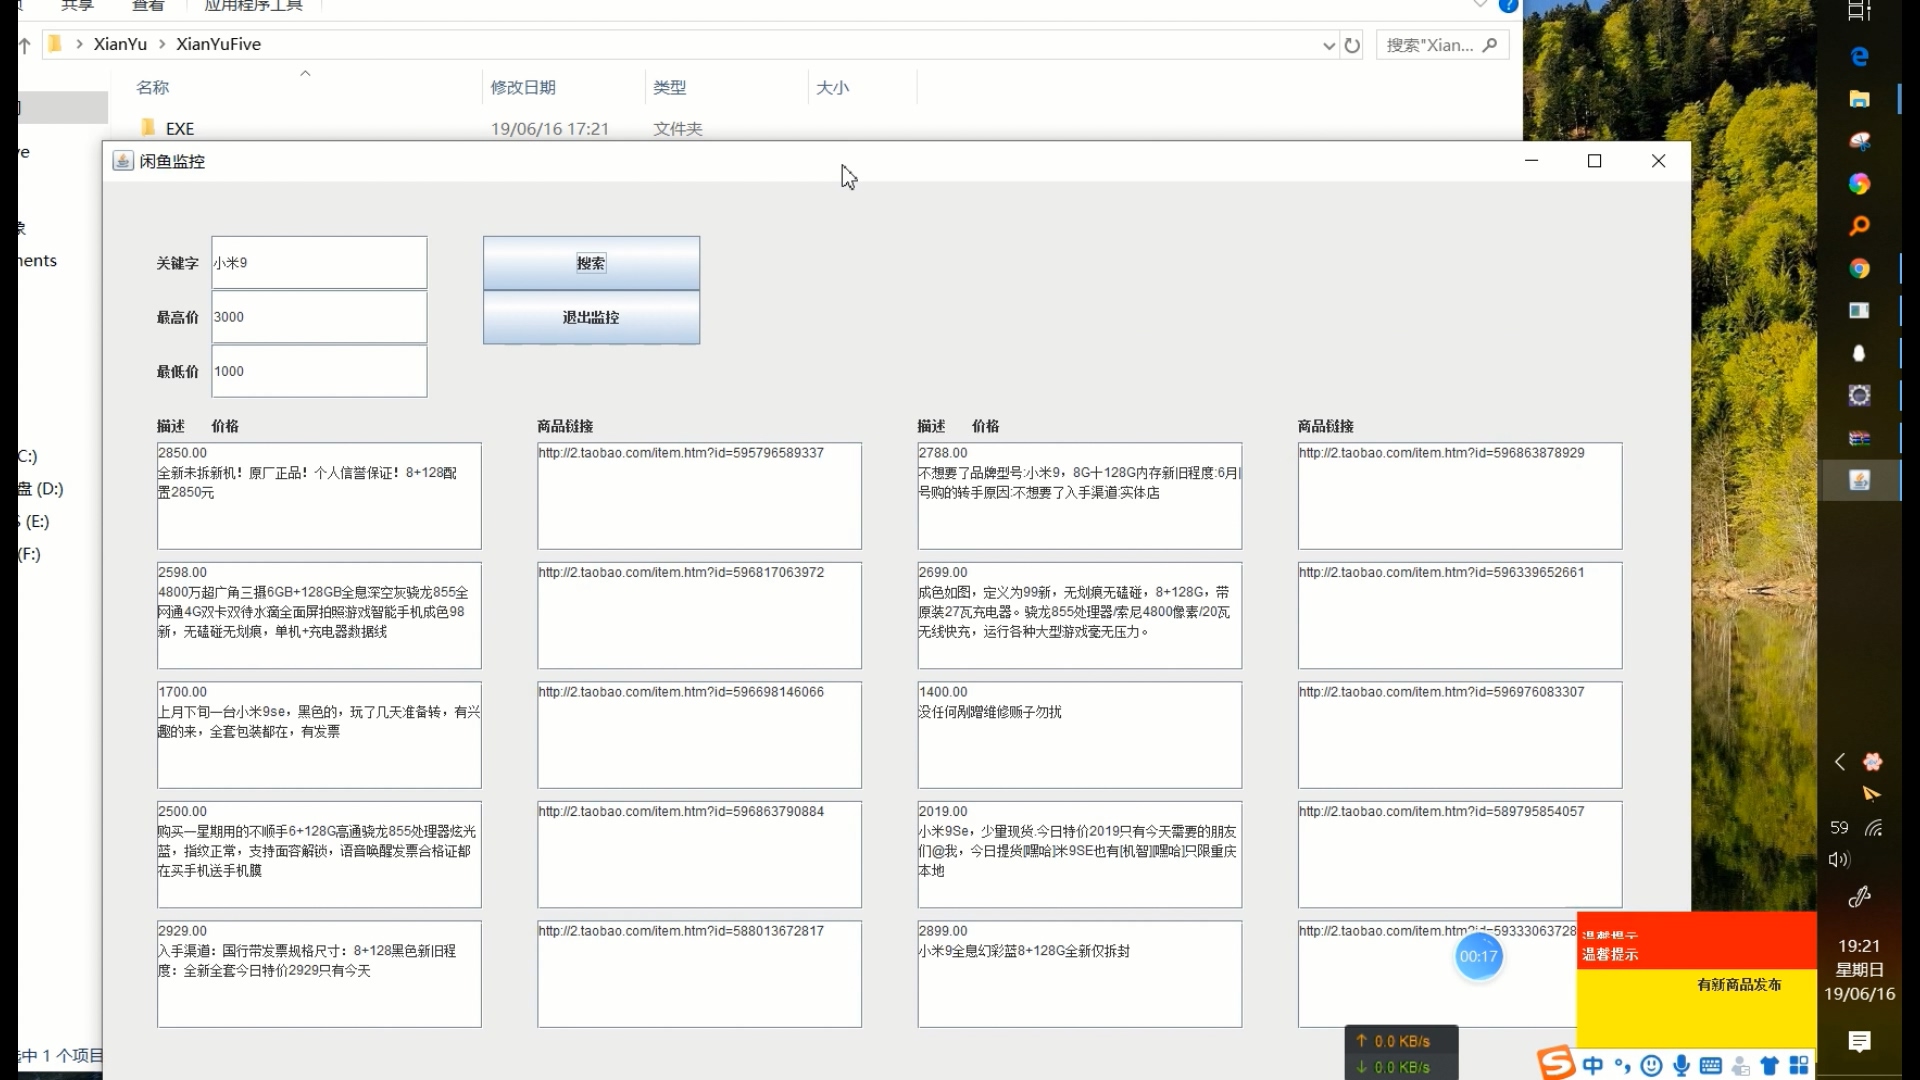 共享
查看
应用程序工具
XianYu
XianYuFive
搜索"Xian...
名称
修改日期
类型
大小
EXE
19/06/16 17:21
文件夹
闲鱼监控
关键字
小米9
搜索
最高价
3000
退出监控
最低价
1000
描述
价格
商品链接
描述
价格
商品链接
2850.00
全新未拆新机！原厂正品！个人信誉保证！8+128配
置2850元
http://2.taobao.com/item.htm?id=595796589337
2788.00
不想要了品牌型号:小米9，8G十128G内存新旧程度:6月
号购的转手原因:不想要了入手渠道:实体店
http://2.taobao.com/item.htm?id=596863878929
2598.00
4800万超广角三摄6GB+128GB全息深空灰骁龙855全
网通4G双卡双待水滴全面屏拍照游戏智能手机成色98
新，无磕碰无划痕，单机+充电器数据线
http://2.taobao.com/item.htm?id=596817063972
2699.00
成色如图，定义为99新，无划痕无磕碰，8+128G，带
原装27瓦充电器。骁龙855处理器/索尼4800像素/20瓦
无线快充，运行各种大型游戏毫无压力。
http://2.taobao.com/item.htm?id=596339652661
1700.00
上月下旬一台小米9se，黑色的，玩了几天准备转，有兴
趣的来，全套包装都在，有发票
http://2.taobao.com/item.htm?id=596698146066
1400.00
没任何剐蹭维修贩子勿扰
http://2.taobao.com/item.htm?id=596976083307
2500.00
购买一星期用的不顺手6+128G高通骁龙855处理器炫光
蓝，指纹正常，支持面容解锁，语音唤醒发票合格证都
在买手机送手机膜
http://2.taobao.com/item.htm?id=596863790884
2019.00
小米9Se，少量现货.今日特价2019只有今天需要的朋友
们@我，今日提货[嘿哈]米9SE也有[机智][嘿哈]只限重庆
本地
http://2.taobao.com/item.htm?id=589795854057
2929.00
入手渠道：国行带发票规格尺寸：8+128黑色新旧程
度：全新全套今日特价2929只有今天
http://2.taobao.com/item.htm?id=588013672817
2899.00
小米9全息幻彩蓝8+128G全新仅拆封
http://2.taobao.com/item.htm?id=59333063728
00:17
温馨提示
温馨提示
有新商品发布
ve
象
nents
C:)
盘 (D:)
(E:)
(F:)
中 1 个项目
0.0 KB/s
0.0 KB/s
中
59
19:21
星期日
19/06/16